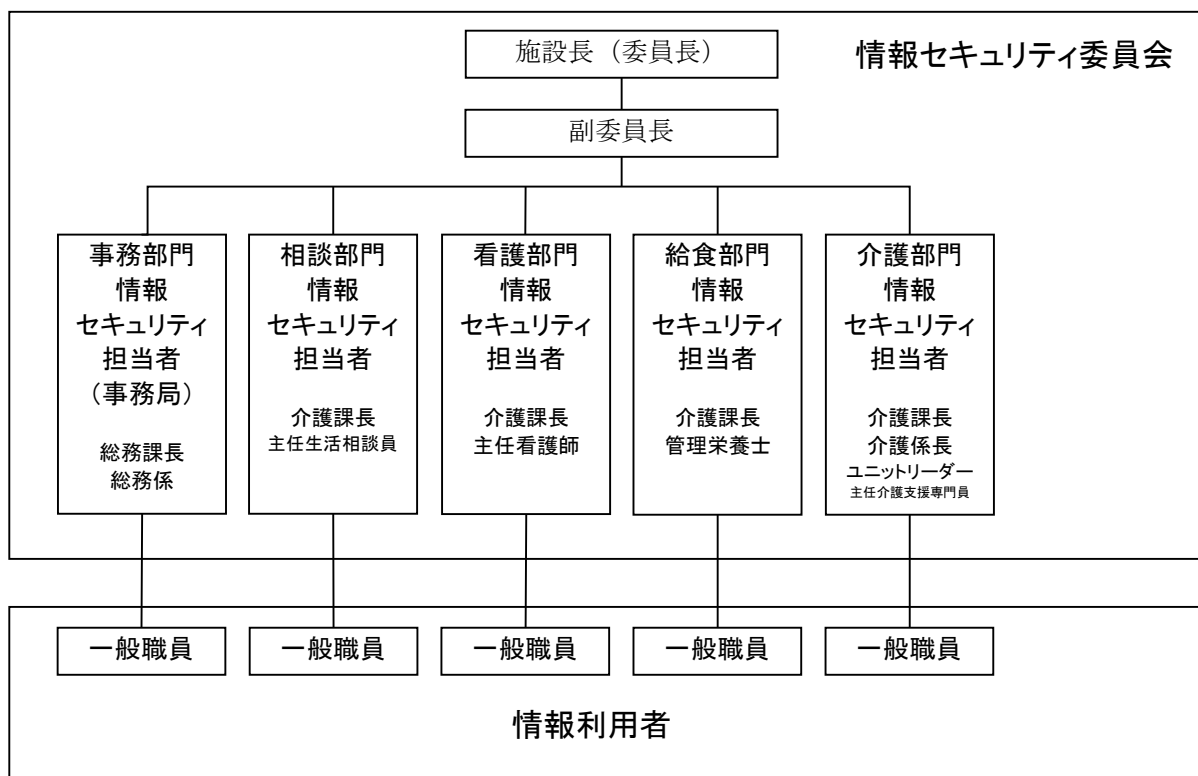 情報セキュリティ委員会
施設長（委員長）
副委員長
事務部門
情報
セキュリティ
担当者
（事務局）
総務課長
総務係
相談部門
情報
セキュリティ
担当者
介護課長
主任生活相談員
看護部門
情報
セキュリティ
担当者
介護課長
主任看護師
給食部門
情報
セキュリティ
担当者
介護課長
管理栄養士
介護部門
情報
セキュリティ
担当者
介護課長
介護係長
ユニットリーダー
主任介護支援専門員
一般職員
一般職員
一般職員
一般職員
一般職員
情報利用者